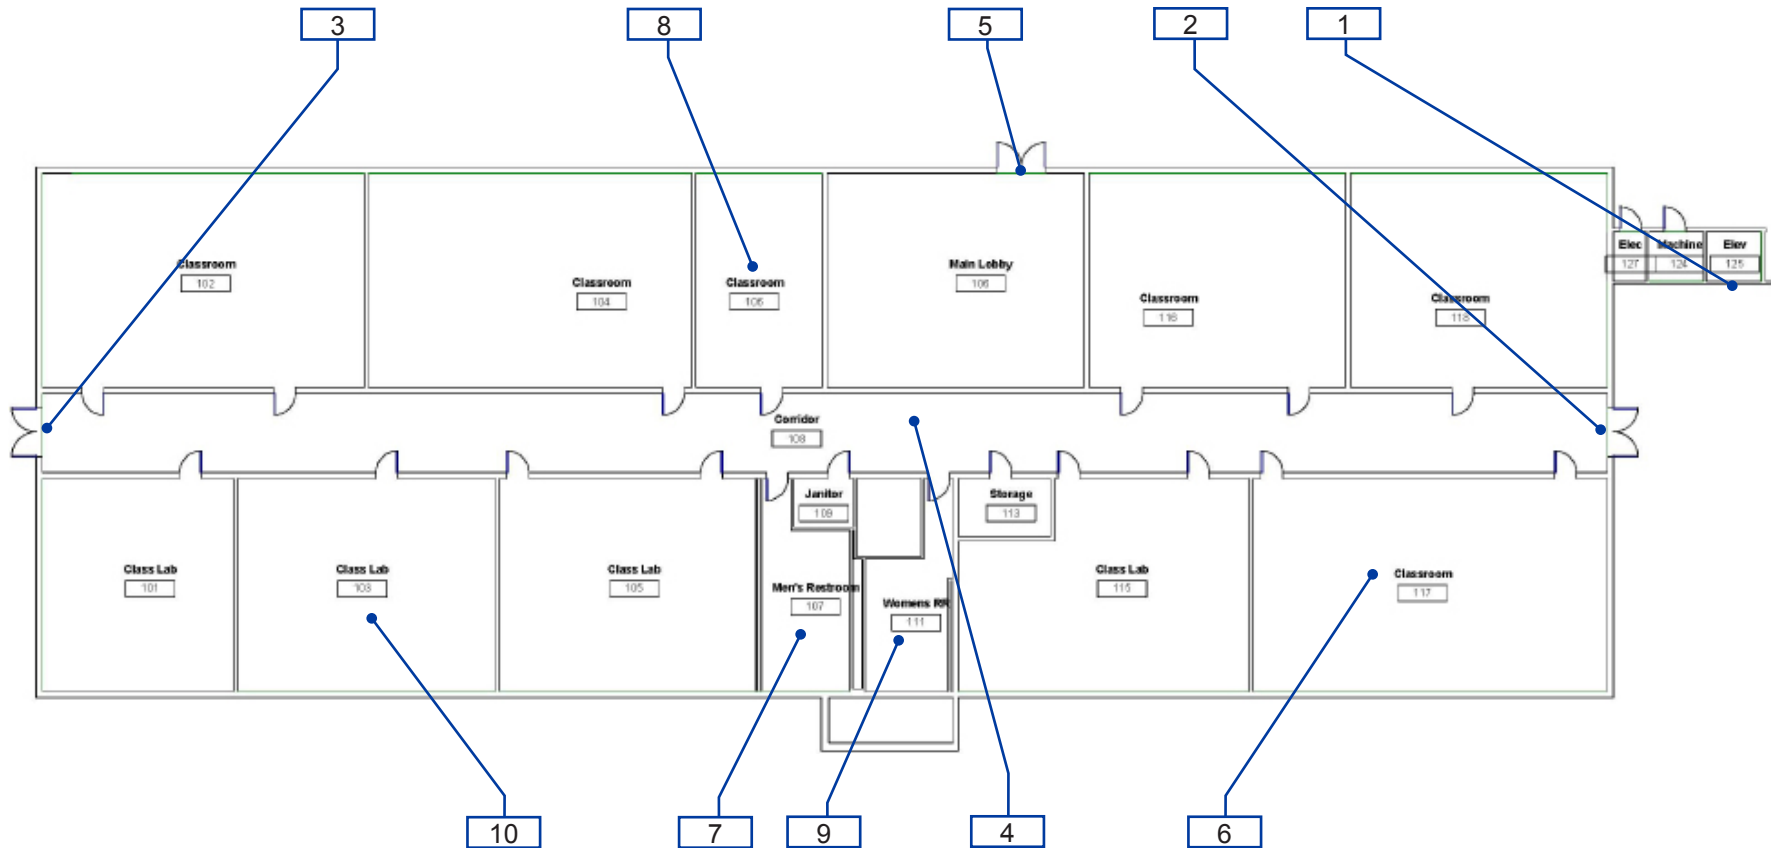 3
8
5
2
1
Elec
Machine
Elev
127
124
125
Classroom
102
Main Lobby
106
Classroom
104
Classroom
106
Classroom
116
Classroom
118
Corridor
108
Janitor
109
Storage
113
Class Lab
101
Class Lab
103
Class Lab
105
Men's Restroom
107
Womens RR
111
Class Lab
115
Classroom
117
10
7
9
4
6